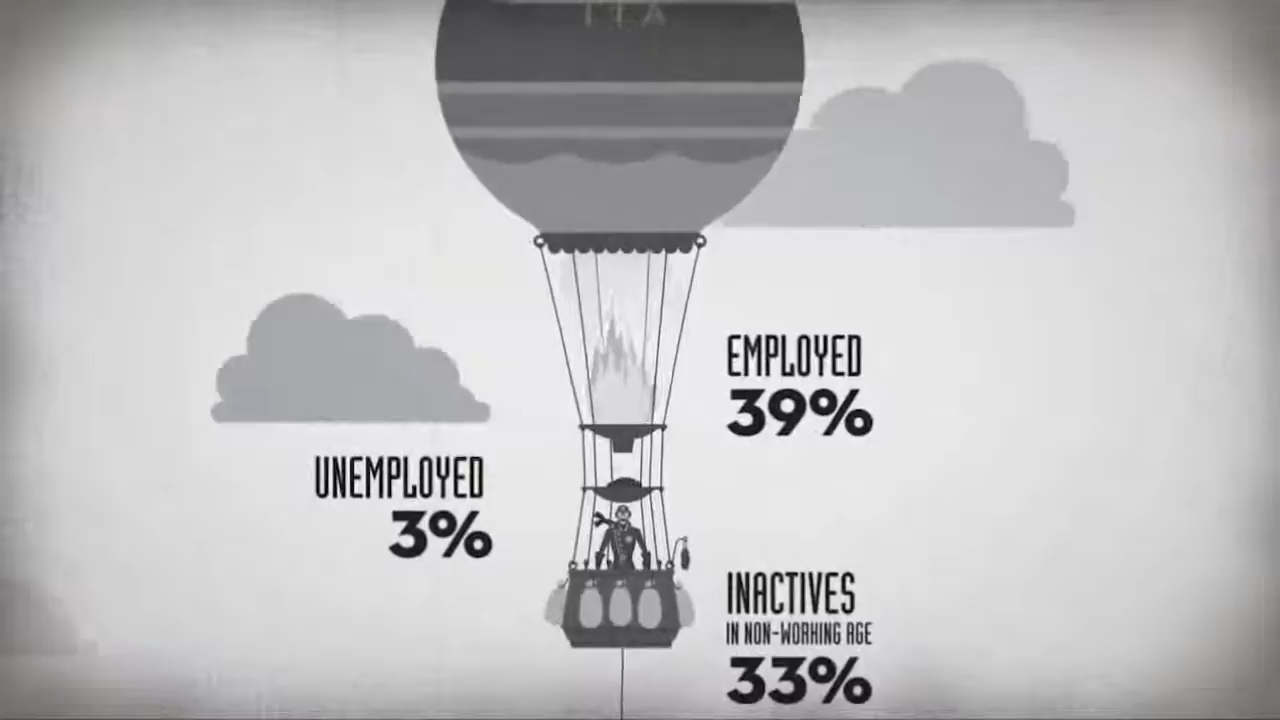 EMPLOYED
39%
UNEMPLOYED
3%
INACTIVES
IN NON-WORKING AGE
33%